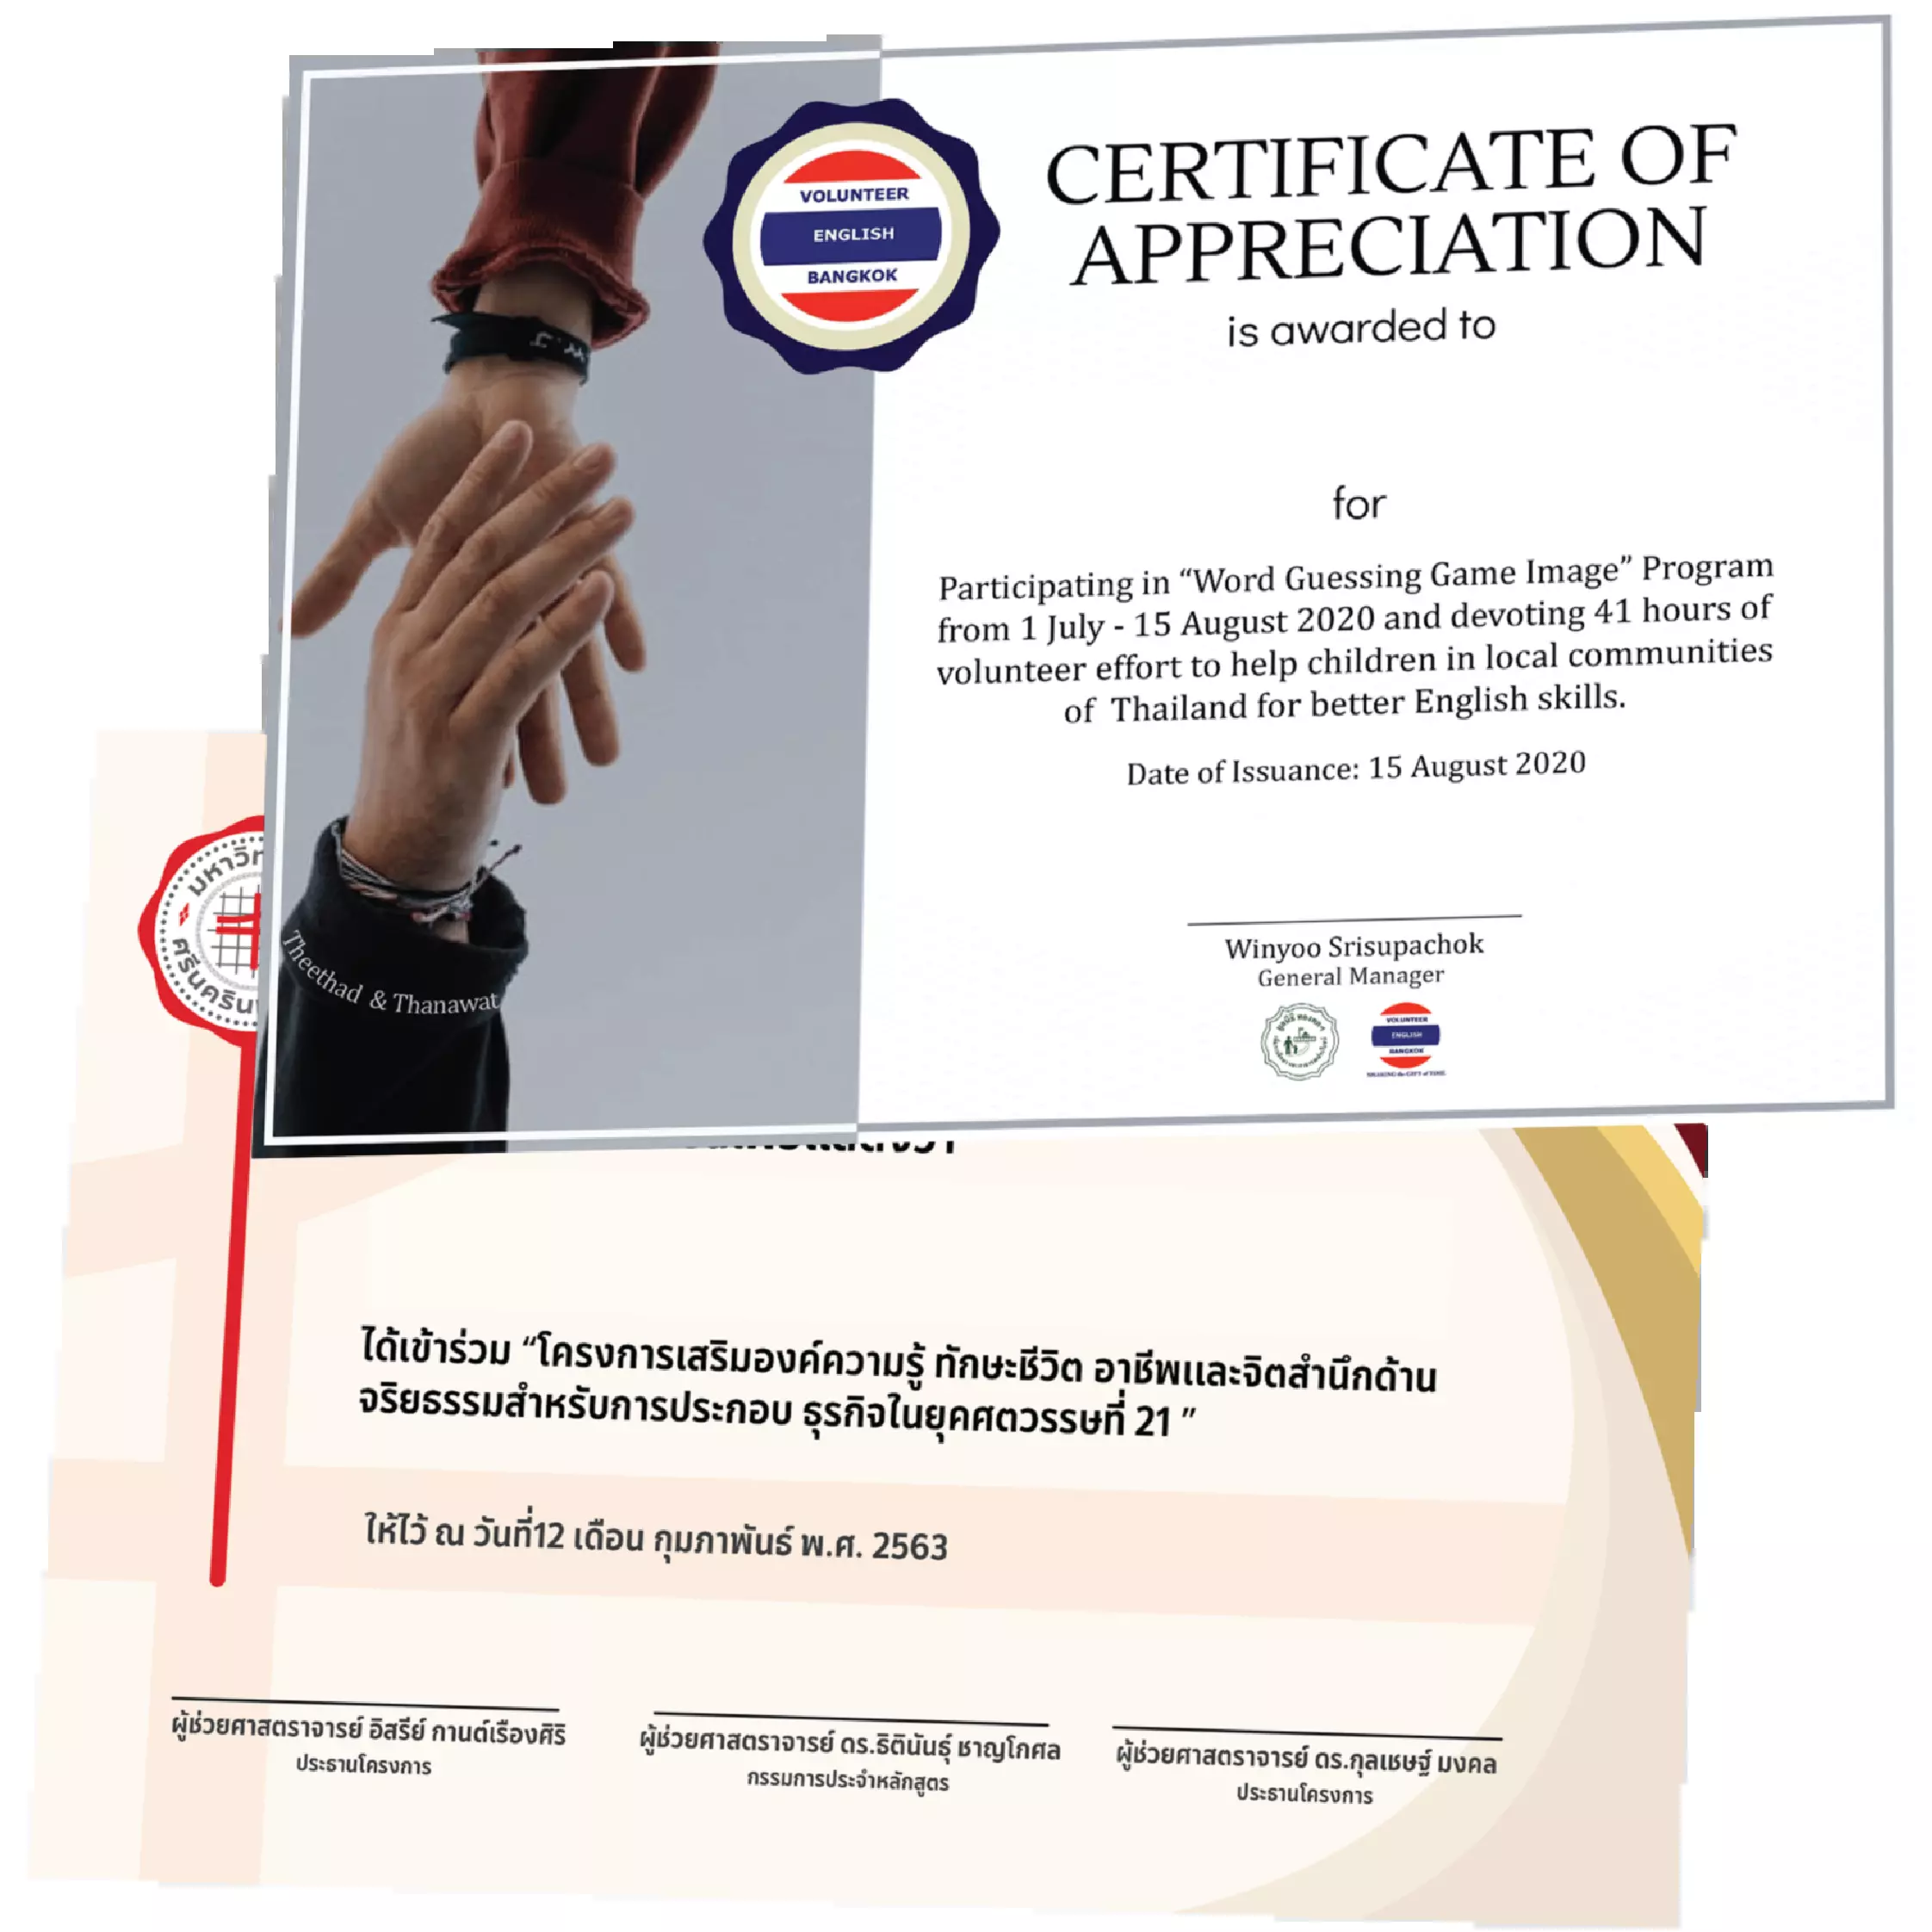 VOLUNTEER
ENGLISH
BANGKOK
CERTIFICATE OF
APPRECIATION
is awarded to
for
Participating in “Word Guessing Game Image” Program
from 1 July - 15 August 2020 and devoting 41 hours of
volunteer effort to help children in local communities
of Thailand for better English skills.
Date of Issuance: 15 August 2020
Theethad & Thanawat
Winyoo Srisupachok
General Manager
VOLUNTEER
ENGLISH
BANGKOK
ได้เข้าร่วม “โครงการเสริมองค์ความรู้ ทักษะชีวิต อาชีพและจิตสำนึกด้าน
จริยธรรมสำหรับการประกอบ ธุรกิจในยุคศตวรรษที่ 21 ”
ให้ไว้ ณ วันที่12 เดือน กุมภาพันธ์ พ.ศ. 2563
ผู้ช่วยศาสตราจารย์ อิสรีย์ กานต์เรืองศิริ
ประธานโครงการ
ผู้ช่วยศาสตราจารย์ ดร.ธิตินันธุ์ ชาญโกศล
กรรมการประจำหลักสูตร
ผู้ช่วยศาสตราจารย์ ดร.กุลเชษฐ์ มงคล
ประธานโครงการ